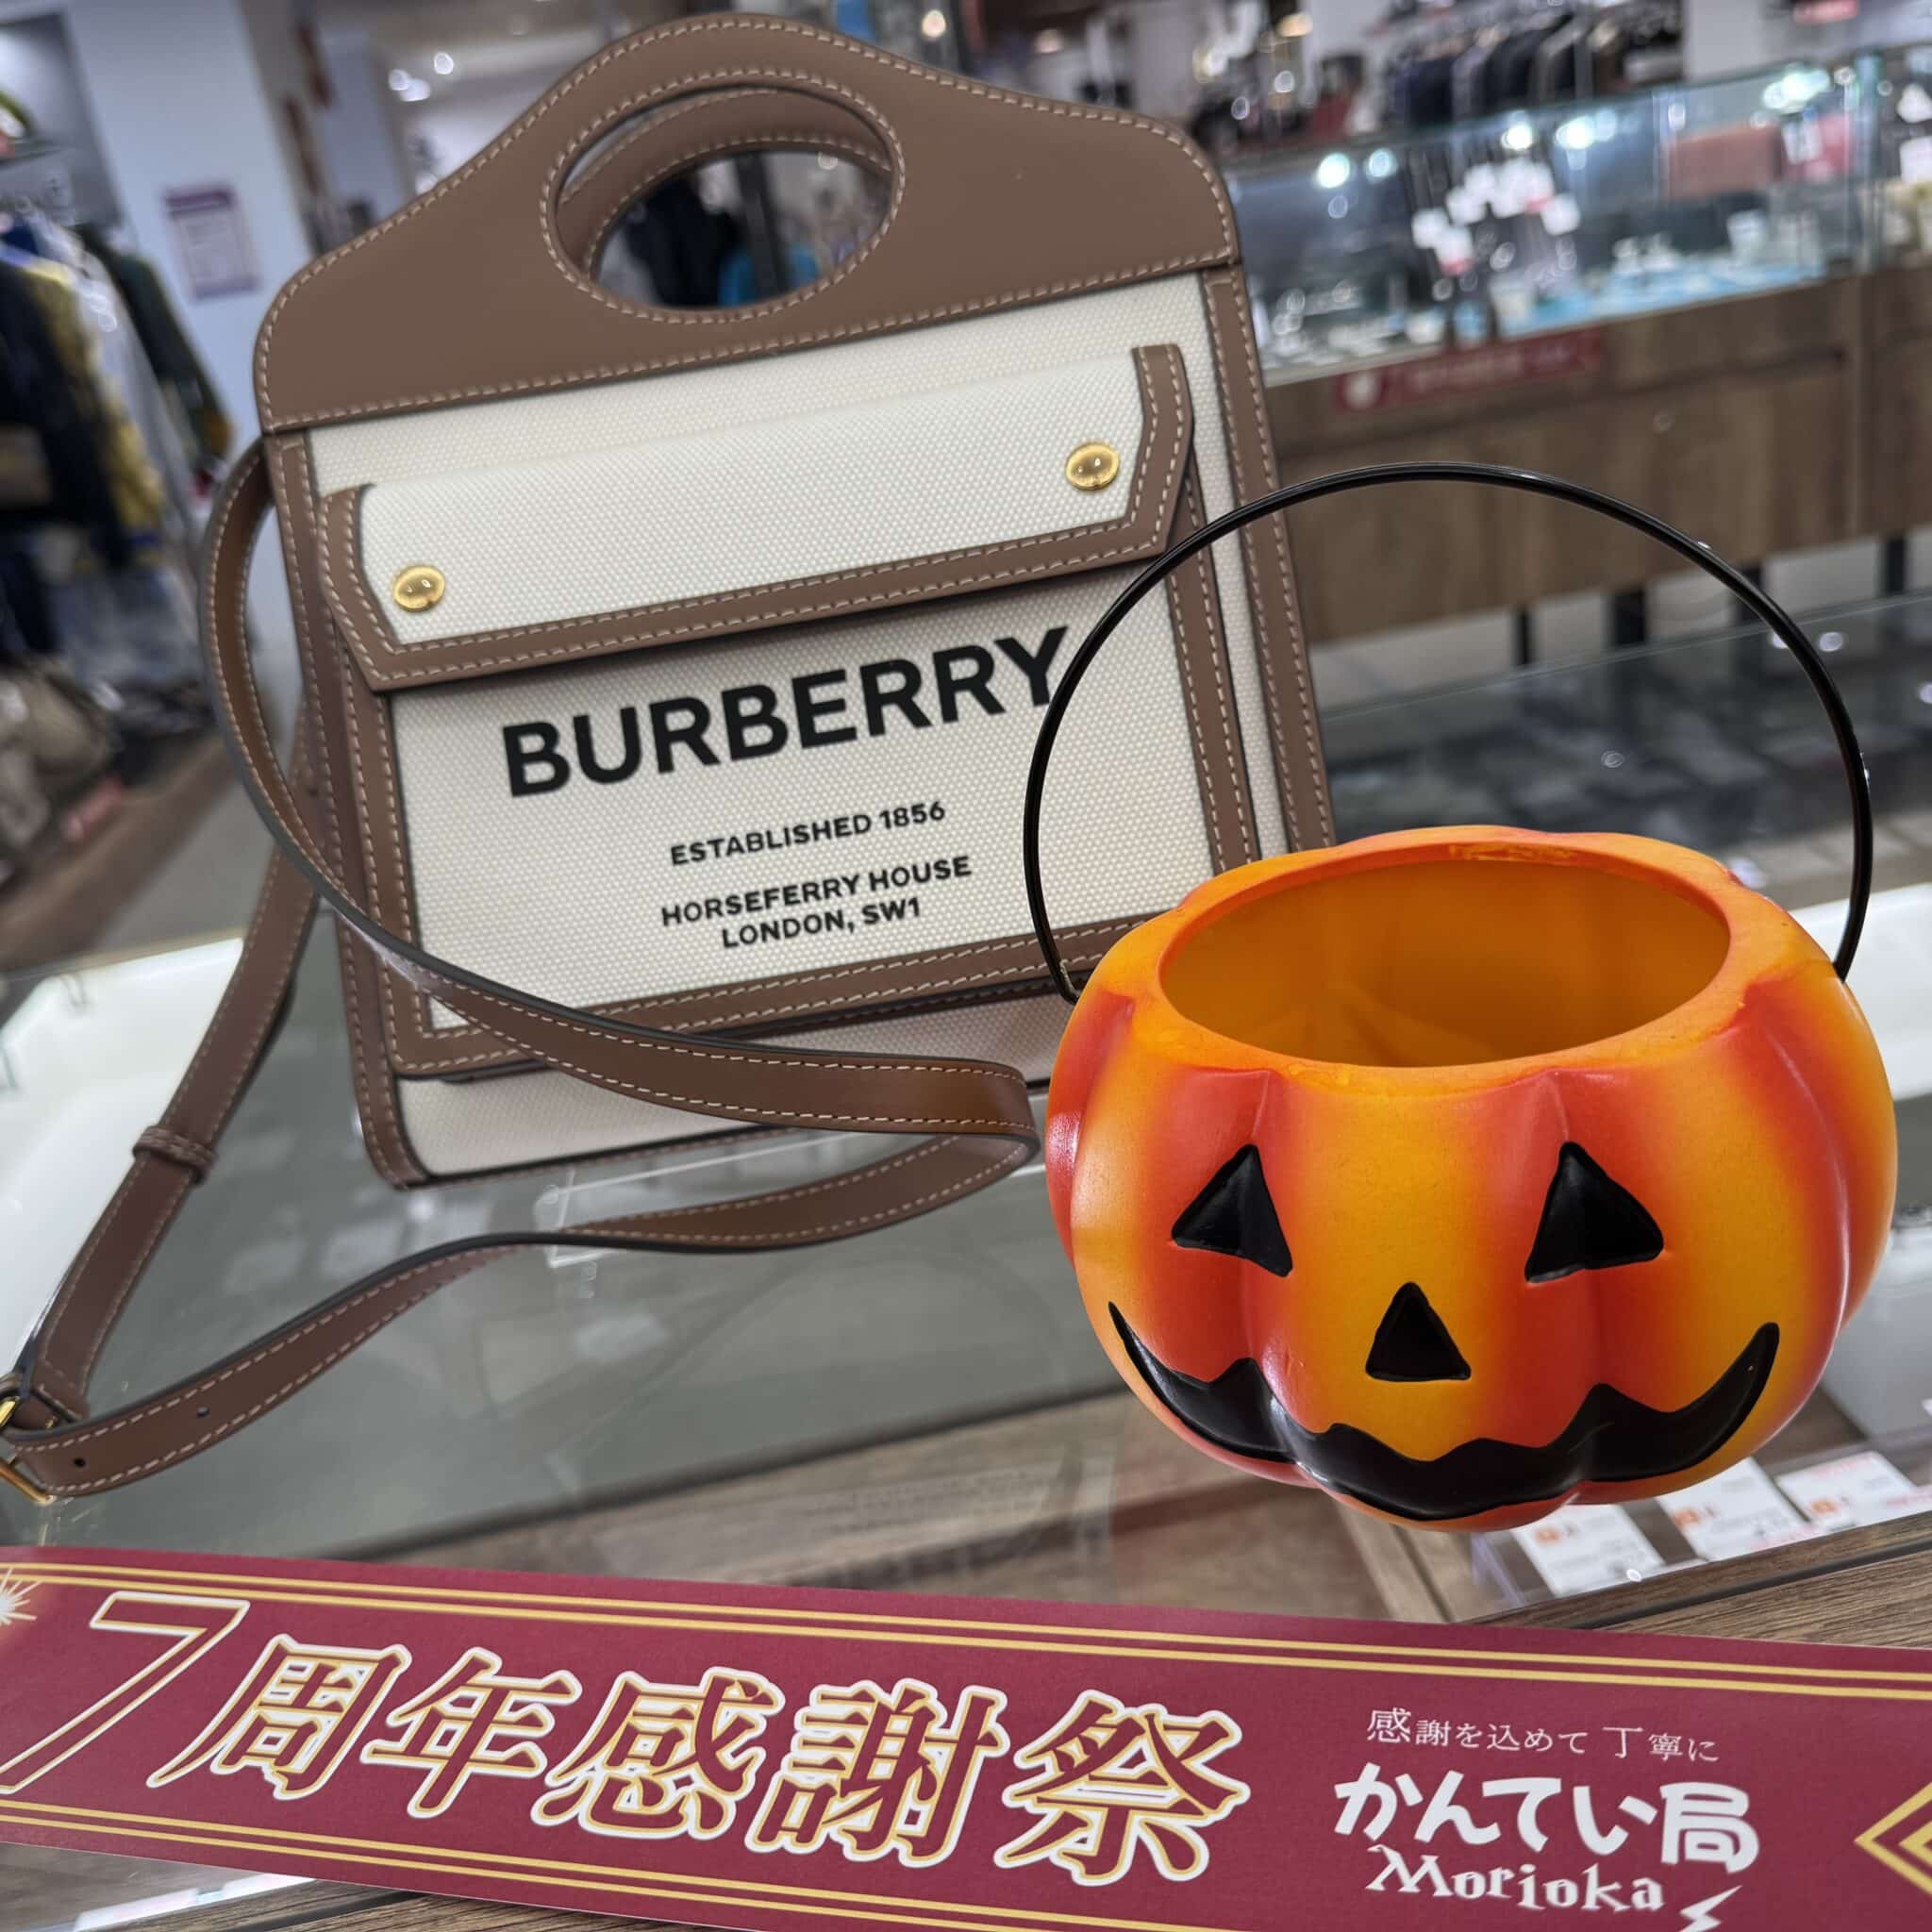 BURBERRY
ESTABLISHED 1856
HORSEFERRY HOUSE
LONDON, SW1
7周年感謝祭
感謝を込めて 丁寧に
かんてい局
Morioka